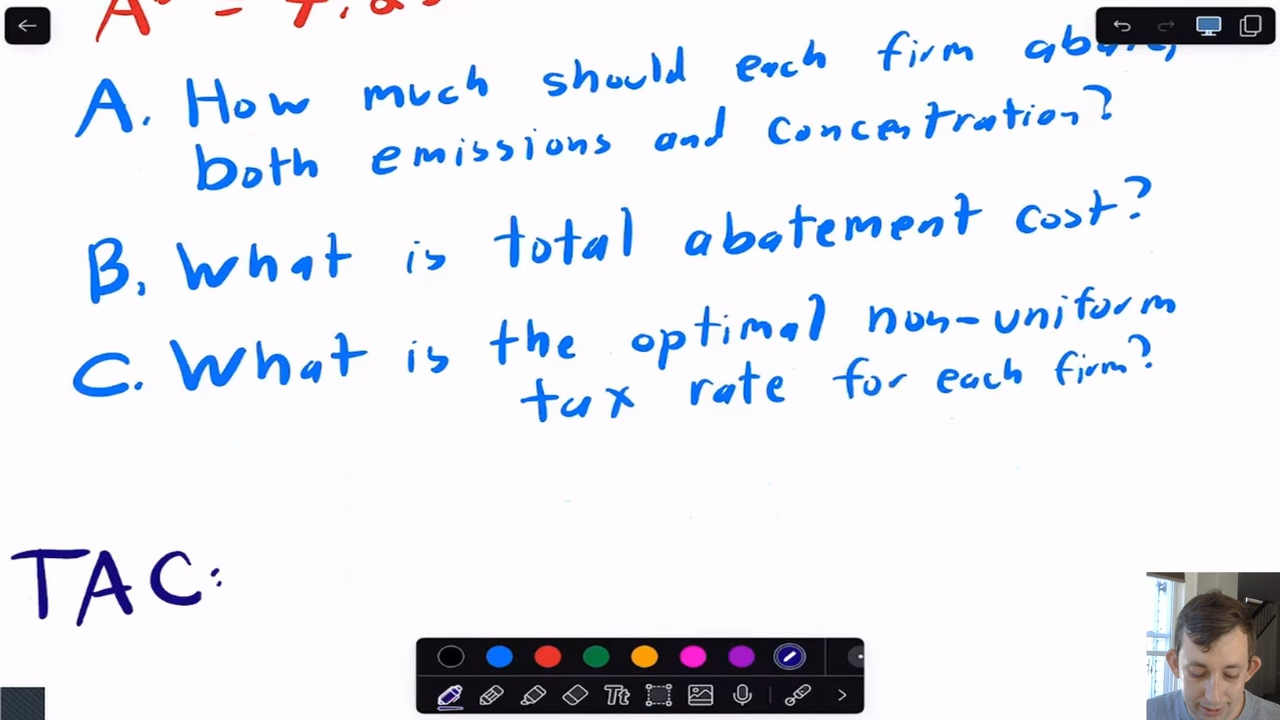 A. How much should each firm abate,
both emissions and concentration?
B. What is total abatement cost?
C. What is the optimal non-uniform
tax rate for each firm?
TAC:
Tt